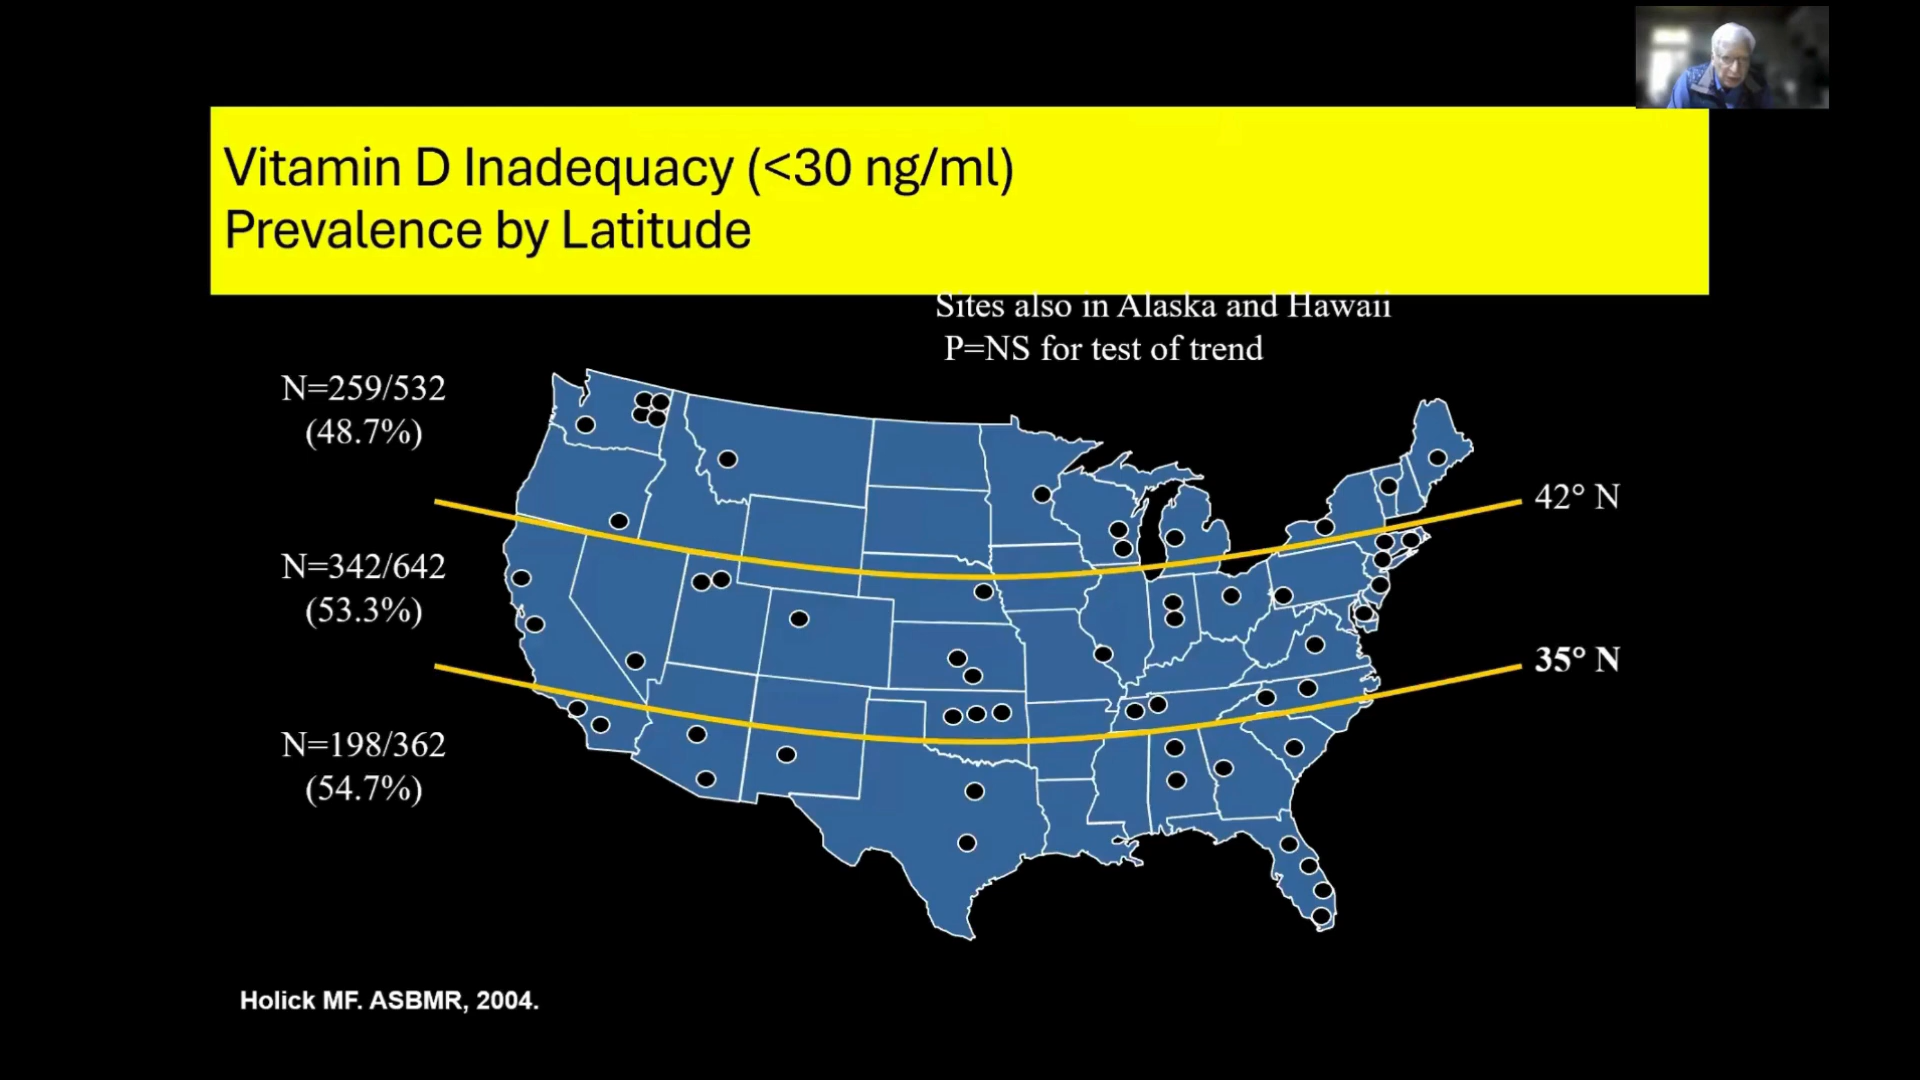 Vitamin D Inadequacy (<30 ng/ml)
Prevalence by Latitude
Sites also in Alaska and Hawaii
P=NS for test of trend
N=259/532
(48.7%)
42° N
N=342/642
(53.3%)
35° N
N=198/362
(54.7%)
Holick MF. ASBMR, 2004.